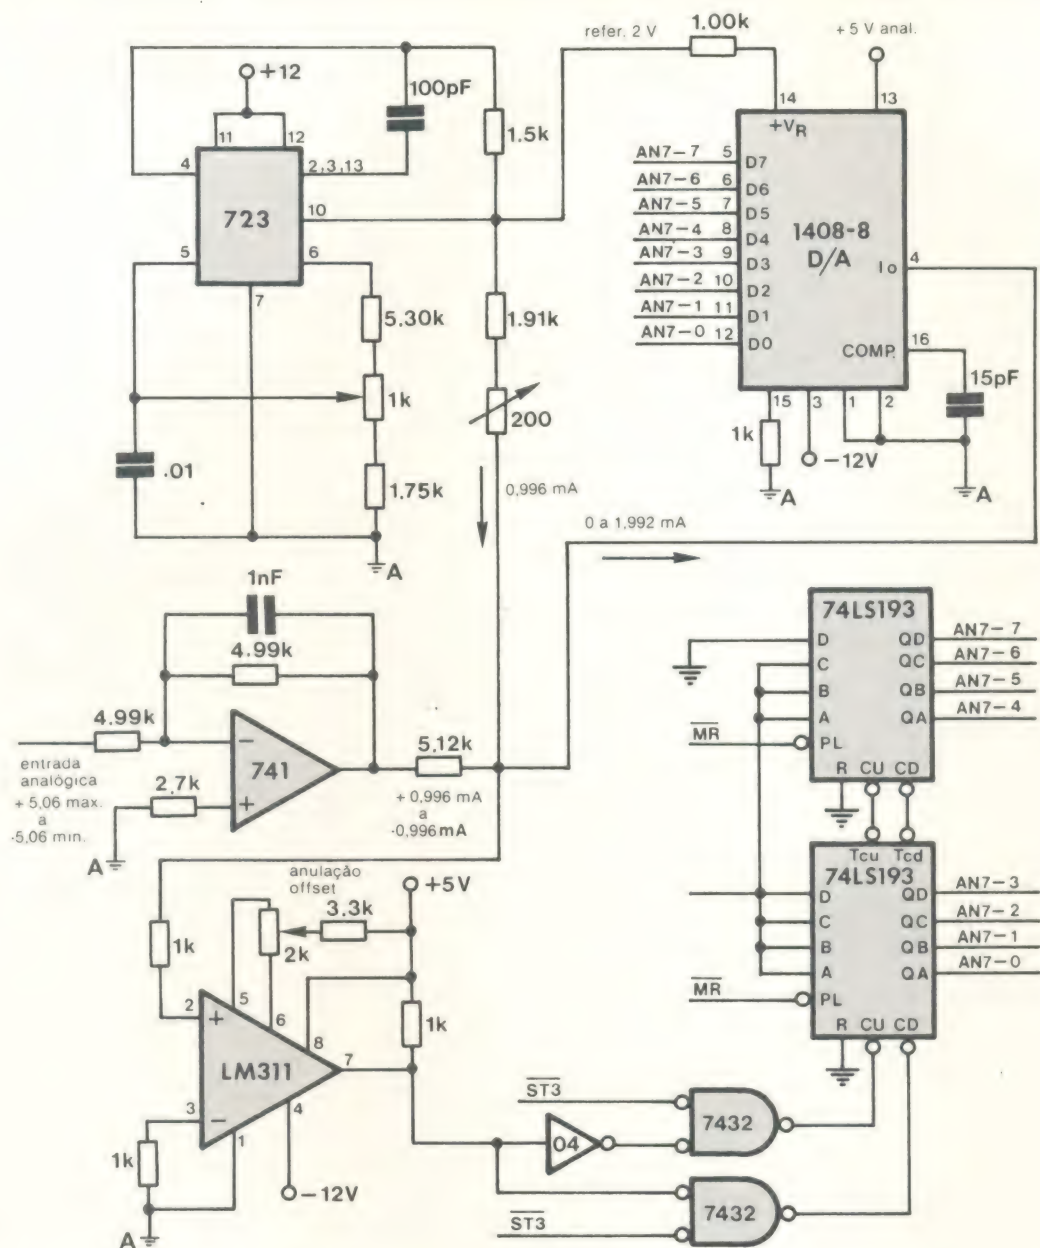 refer. 2 V
1.00k
+ 5 V anal.
+12
100pF
1.5k
14
13
11
12
4
2,3,13
723
10
5
6
7
+VR
AN7-7 5 D7
AN7-6 6 D6
AN7-5 7 D5
AN7-4 8 D4
AN7-3 9 D3
AN7-2 10 D2
AN7-1 11 D1
AN7-0 12 D0
1408-8
D/A
Io
4
COMP.
16
15pF
15
3
1
2
1k
-12V
A
A
5.30k
1k
1.75k
.01
A
1.91k
200
0,996 mA
0 a 1,992 mA
1nF
4.99k
4.99k
741
-
+
2,7k
A
entrada
analógica
+ 5,06 max.
a
-5,06 min.
5,12k
+ 0,996 mA
a
-0,996 mA
74LS193
D QD AN7-7
C QC AN7-6
B QB AN7-5
A QA AN7-4
MR PL
R CU CD
Tcu Tcd
74LS193
D QD AN7-3
C QC AN7-2
B QB AN7-1
A QA AN7-0
MR PL
R CU CD
anulação
offset
+5V
3.3k
2k
1k
1k
2
+
5
6
8
7
LM311
3
-
1
4
1k
-12V
A
ST3
04
7432
7432
ST3